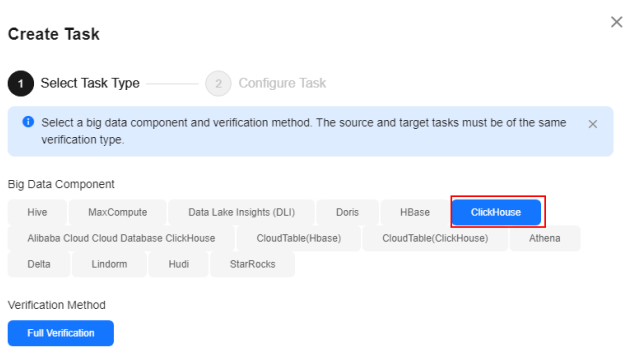 Create Task
1 Select Task Type 2 Configure Task
Select a big data component and verification method. The source and target tasks must be of the same
verification type.
Big Data Component
Hive MaxCompute Data Lake Insights (DLI) Doris HBase ClickHouse
Alibaba Cloud Cloud Database ClickHouse CloudTable(Hbase) CloudTable(ClickHouse) Athena
Delta Lindorm Hudi StarRocks
Verification Method
Full Verification